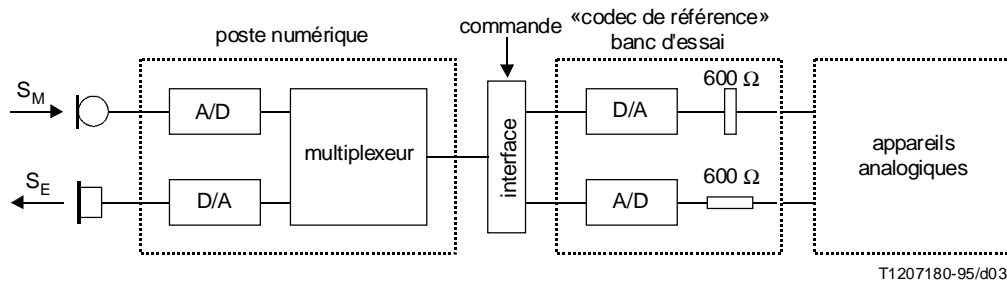 poste numérique
commande
«codec de référence»
banc d'essai
S_M
A/D
multiplexeur
interface
D/A
600 Ω
appareils
analogiques
S_E
D/A
A/D
600 Ω
T1207180-95/d03